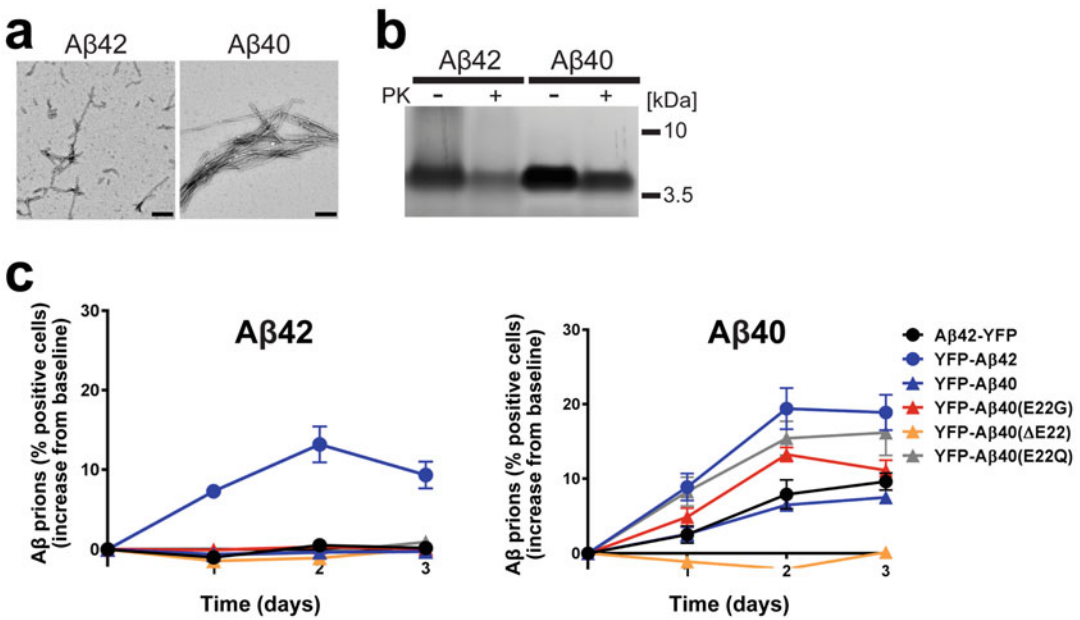 a
Aβ42
Aβ40
b
Aβ42
Aβ40
PK
-
+
-
+
[kDa]
10
3.5
c
Aβ prions (% positive cells)
(increase from baseline)
30
20
10
0
Aβ42
2
3
Time (days)
Aβ prions (% positive cells)
(increase from baseline)
30
20
10
0
Aβ40
2
3
Time (days)
Aβ42-YFP
YFP-Aβ42
YFP-Aβ40
YFP-Aβ40(E22G)
YFP-Aβ40(ΔE22)
YFP-Aβ40(E22Q)